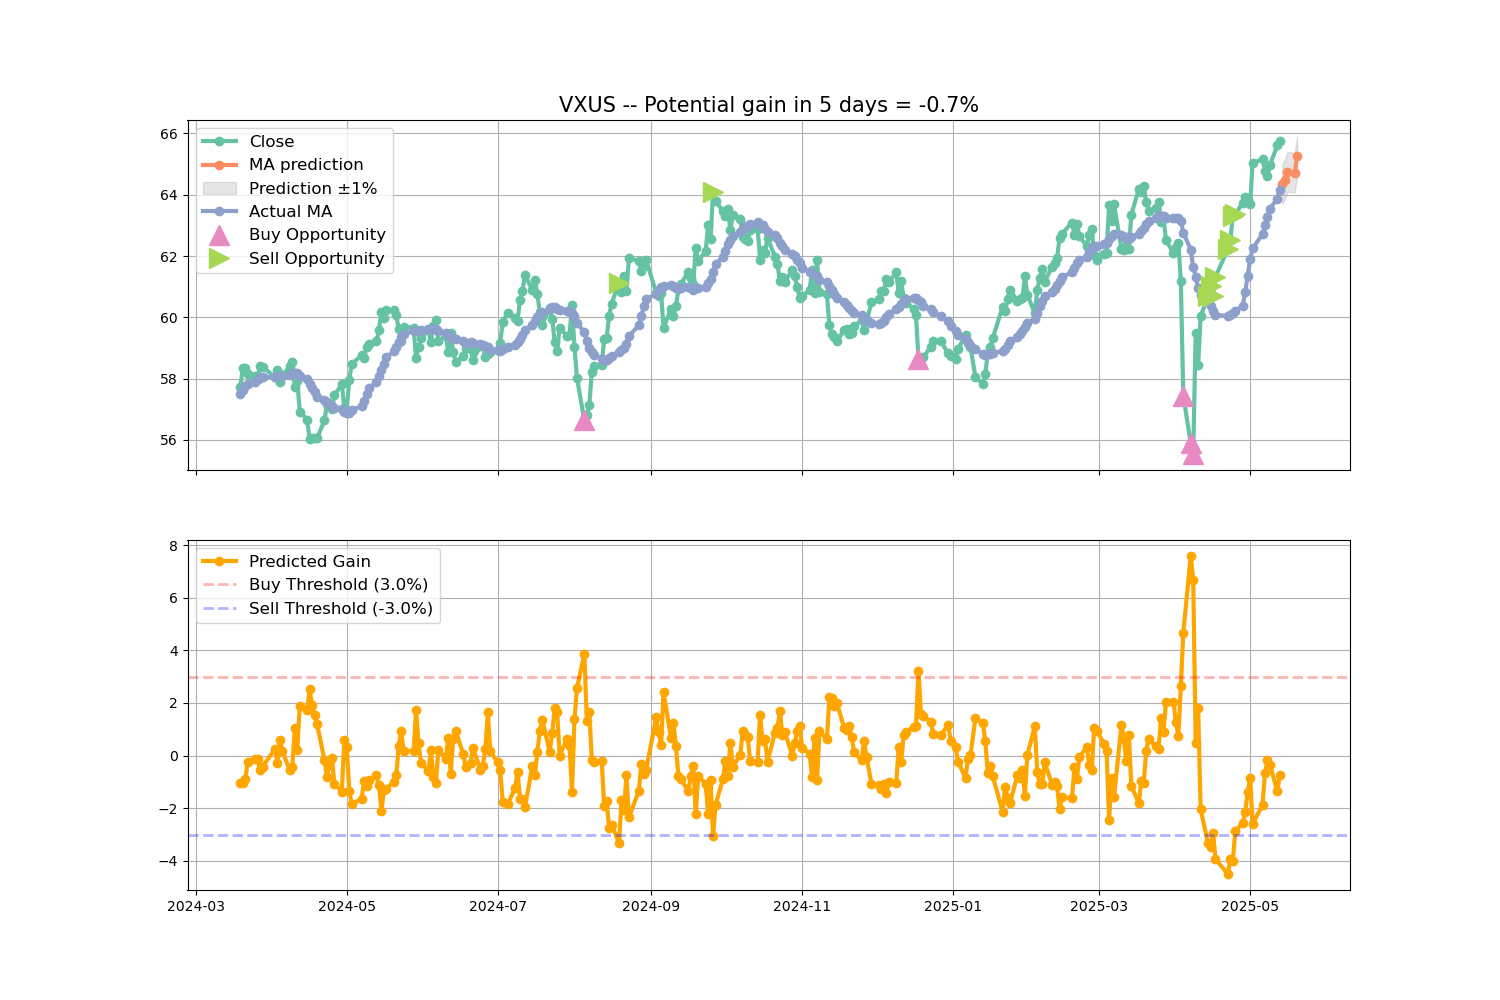 VXUS -- Potential gain in 5 days = -0.7%
66
64
62
60
58
56
Close
MA prediction
Prediction ±1%
Actual MA
Buy Opportunity
Sell Opportunity
8
6
4
2
0
−2
−4
Predicted Gain
Buy Threshold (3.0%)
Sell Threshold (-3.0%)
2024-03
2024-05
2024-07
2024-09
2024-11
2025-01
2025-03
2025-05